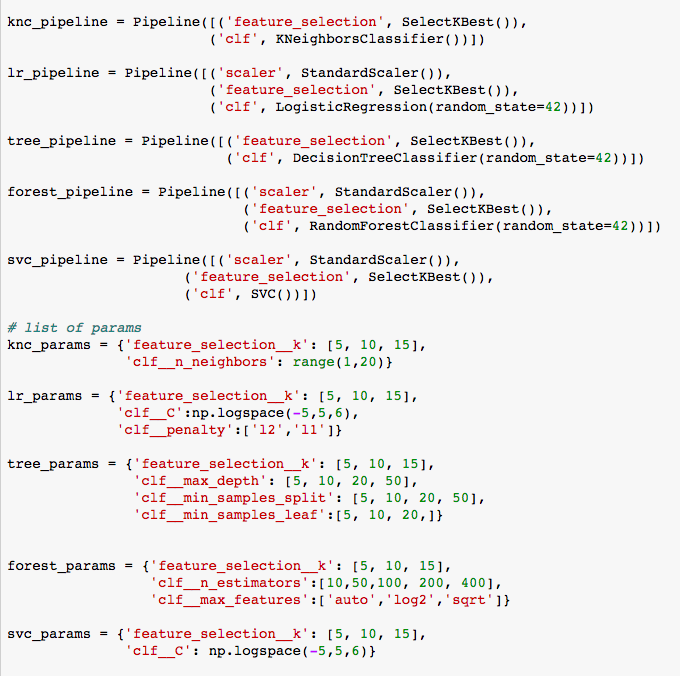 knc_pipeline = Pipeline([('feature_selection', SelectKBest()),
('clf', KNeighborsClassifier())])
lr_pipeline = Pipeline([('scaler', StandardScaler()),
('feature_selection', SelectKBest()),
('clf', LogisticRegression(random_state=42))])
tree_pipeline = Pipeline([('feature_selection', SelectKBest()),
('clf', DecisionTreeClassifier(random_state=42))])
forest_pipeline = Pipeline([('scaler', StandardScaler()),
('feature_selection', SelectKBest()),
('clf', RandomForestClassifier(random_state=42))])
svc_pipeline = Pipeline([('scaler', StandardScaler()),
('feature_selection', SelectKBest()),
('clf', SVC())])
# list of params
knc_params = {'feature_selection__k': [5, 10, 15],
'clf__n_neighbors': range(1,20)}
lr_params = {'feature_selection__k': [5, 10, 15],
'clf__C':np.logspace(-5,5,6),
'clf__penalty':['l2','l1']}
tree_params = {'feature_selection__k': [5, 10, 15],
'clf__max_depth': [5, 10, 20, 50],
'clf__min_samples_split': [5, 10, 20, 50],
'clf__min_samples_leaf':[5, 10, 20,]}
forest_params = {'feature_selection__k': [5, 10, 15],
'clf__n_estimators':[10,50,100, 200, 400],
'clf__max_features':['auto','log2','sqrt']}
svc_params = {'feature_selection__k': [5, 10, 15],
'clf__C': np.logspace(-5,5,6)}